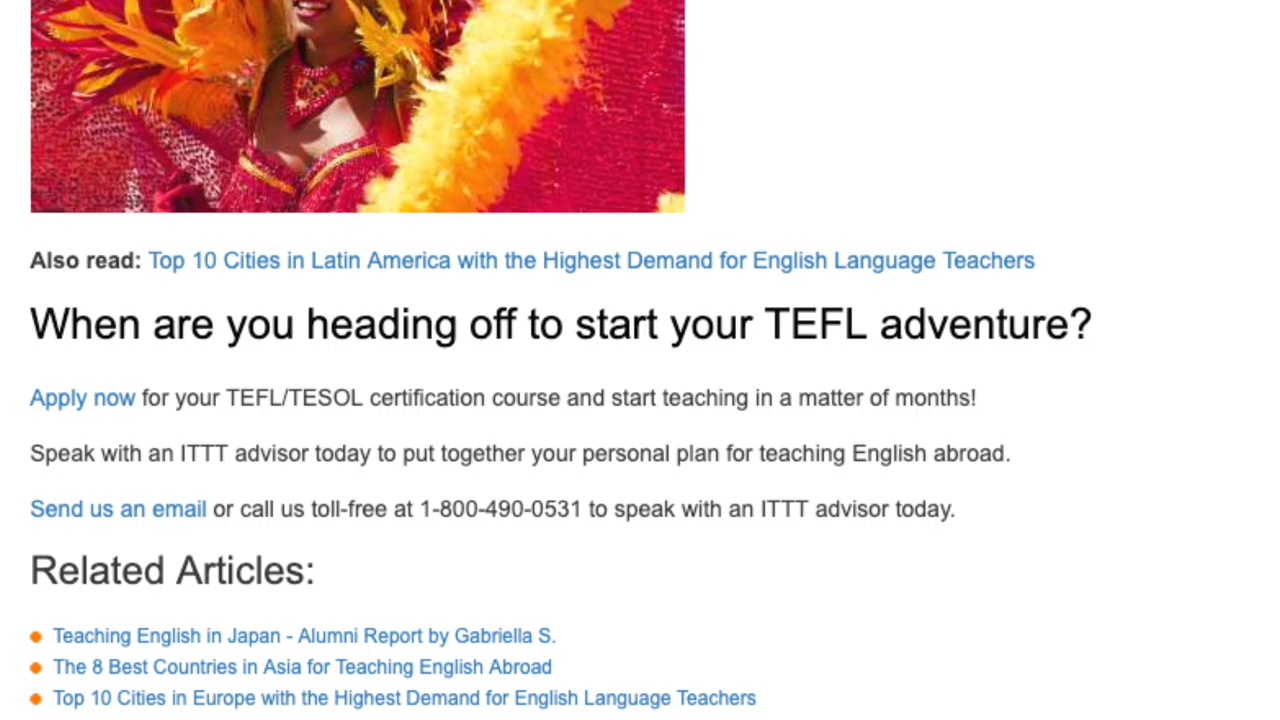 Also read: Top 10 Cities in Latin America with the Highest Demand for English Language Teachers
When are you heading off to start your TEFL adventure?
Apply now for your TEFL/TESOL certification course and start teaching in a matter of months!
Speak with an ITTT advisor today to put together your personal plan for teaching English abroad.
Send us an email or call us toll-free at 1-800-490-0531 to speak with an ITTT advisor today.
Related Articles:
Teaching English in Japan - Alumni Report by Gabriella S.
The 8 Best Countries in Asia for Teaching English Abroad
Top 10 Cities in Europe with the Highest Demand for English Language Teachers